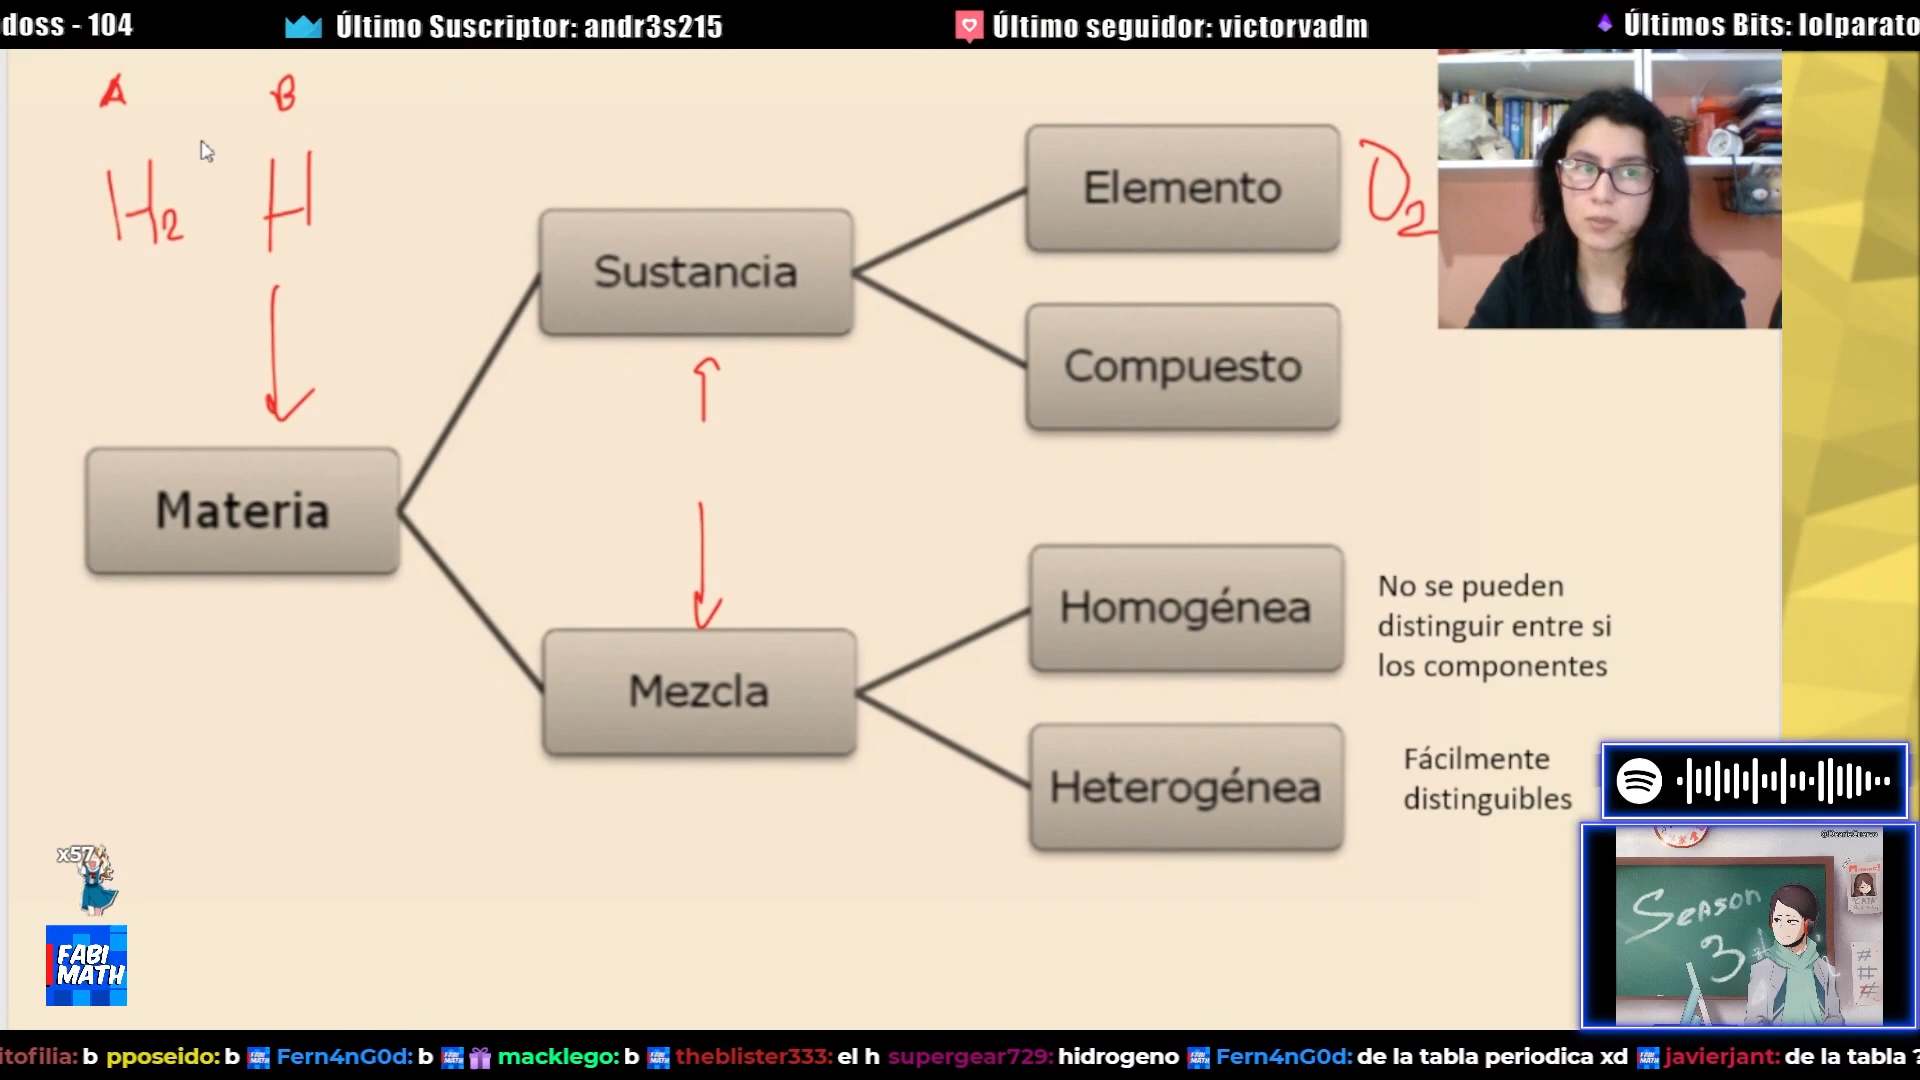 doss - 104
Último Suscriptor: andr3s215
Último seguidor: victorvadm
Últimos Bits: lolparato
A B
H2 H
Elemento O2
Sustancia
Compuesto
Materia
Homogénea
No se pueden
distinguir entre si
los componentes
Mezcla
Heterogénea
Fácilmente
distinguibles
x57
FABI
MATH
@DearieCuervo
SEASON
3
#
#
#
itofilia: b pposeido: b Fern4nG0d: b macklego: b theblister333: el h supergear729: hidrogeno Fern4nG0d: de la tabla periodica xd javierjant: de la tabla ?